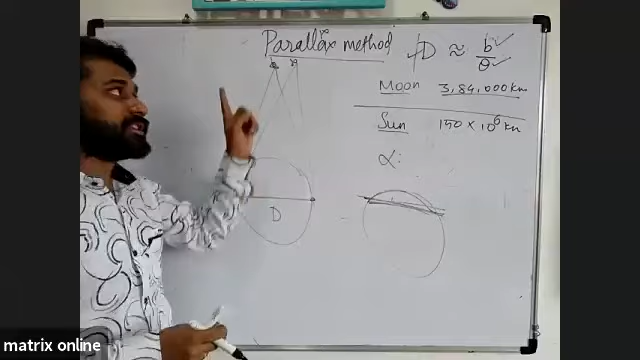 Parallax method
D ≈ b/θ
Moon 3,84,000 km
Sun 150 × 10⁶ km
α:
D
matrix online